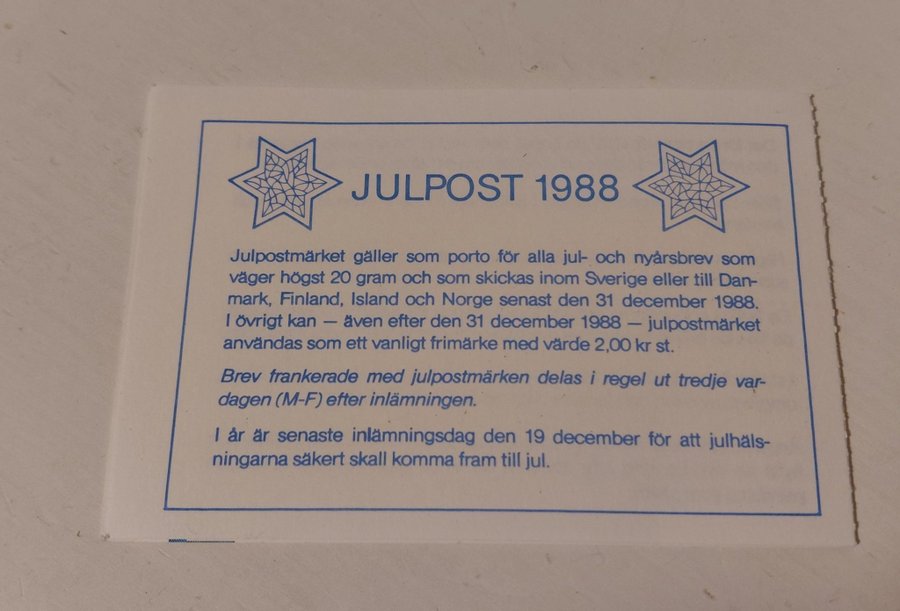 JULPOST 1988
Julpostmärket gäller som porto för alla jul- och nyårsbrev som
väger högst 20 gram och som skickas inom Sverige eller till Dan-
mark, Finland, Island och Norge senast den 31 december 1988.
I övrigt kan — även efter den 31 december 1988 — julpostmärket
användas som ett vanligt frimärke med värde 2,00 kr st.
Brev frankerade med julpostmärken delas i regel ut tredje var-
dagen (M-F) efter inlämningen.
I år är senaste inlämningsdag den 19 december för att julhäls-
ningarna säkert skall komma fram till jul.